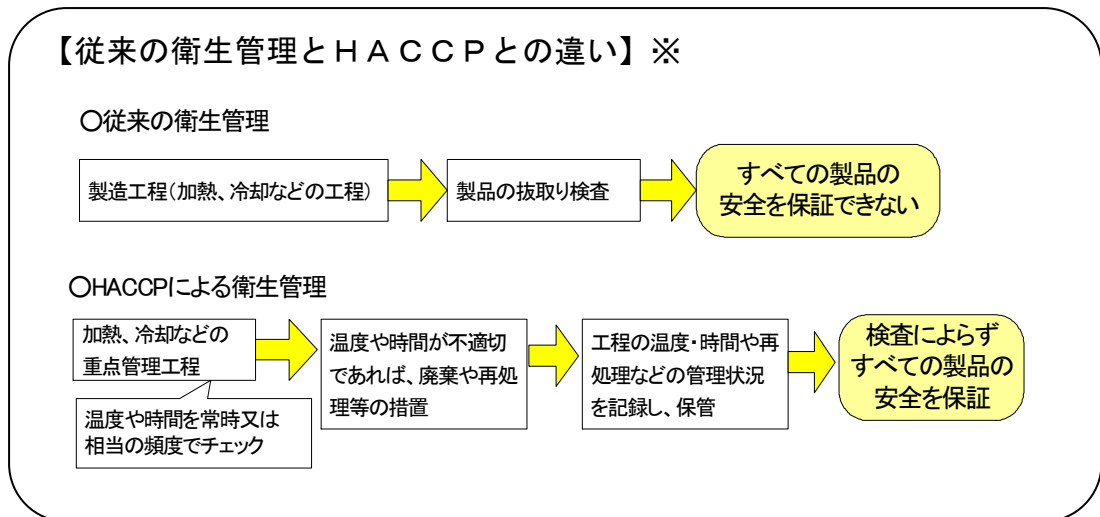 【従来の衛生管理とＨＡＣＣＰとの違い】※
○従来の衛生管理
製造工程(加熱、冷却などの工程)
製品の抜取り検査
すべての製品の
安全を保証できない
○HACCPによる衛生管理
加熱、冷却などの
重点管理工程
温度や時間を常時又は
相当の頻度でチェック
温度や時間が不適切
であれば、廃棄や再処
理等の措置
工程の温度・時間や再
処理などの管理状況
を記録し、保管
検査によらず
すべての製品の
安全を保証